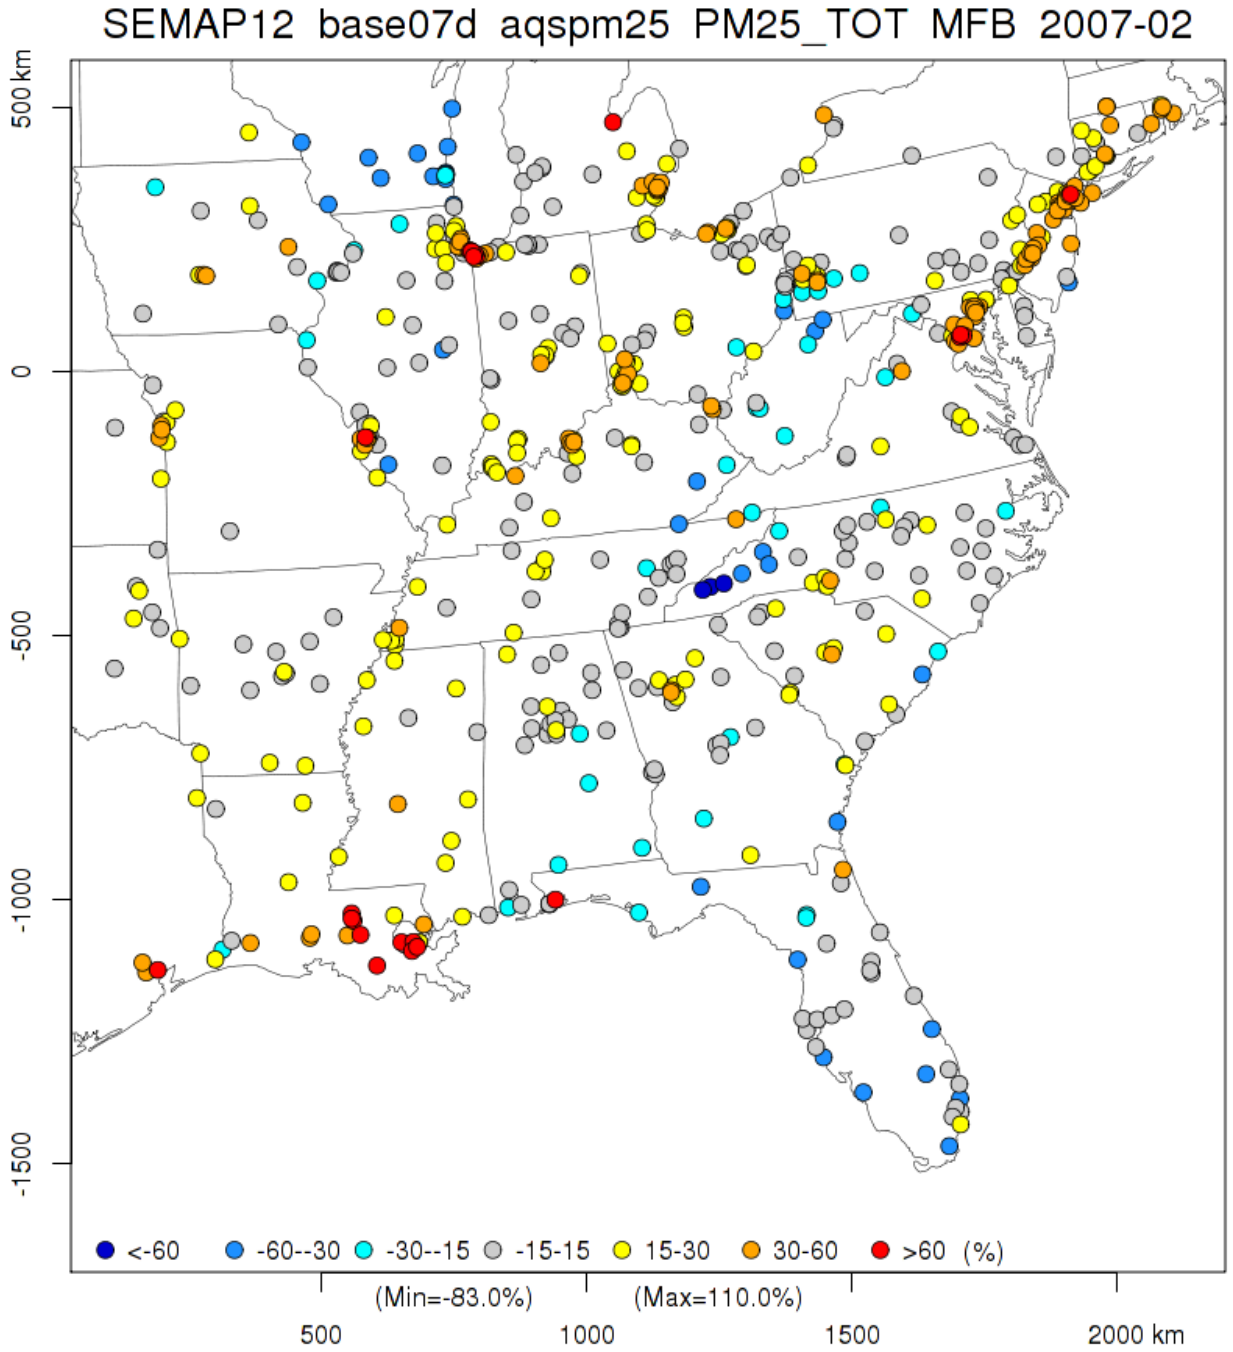 SEMAP12 base07d aqspm25 PM25_TOT MFB 2007-02
500 km
0
-500
-1000
-1500
<-60 -60--30 -30--15 -15-15 15-30 30-60 >60 (%)
(Min=-83.0%) (Max=110.0%)
500 1000 1500 2000 km